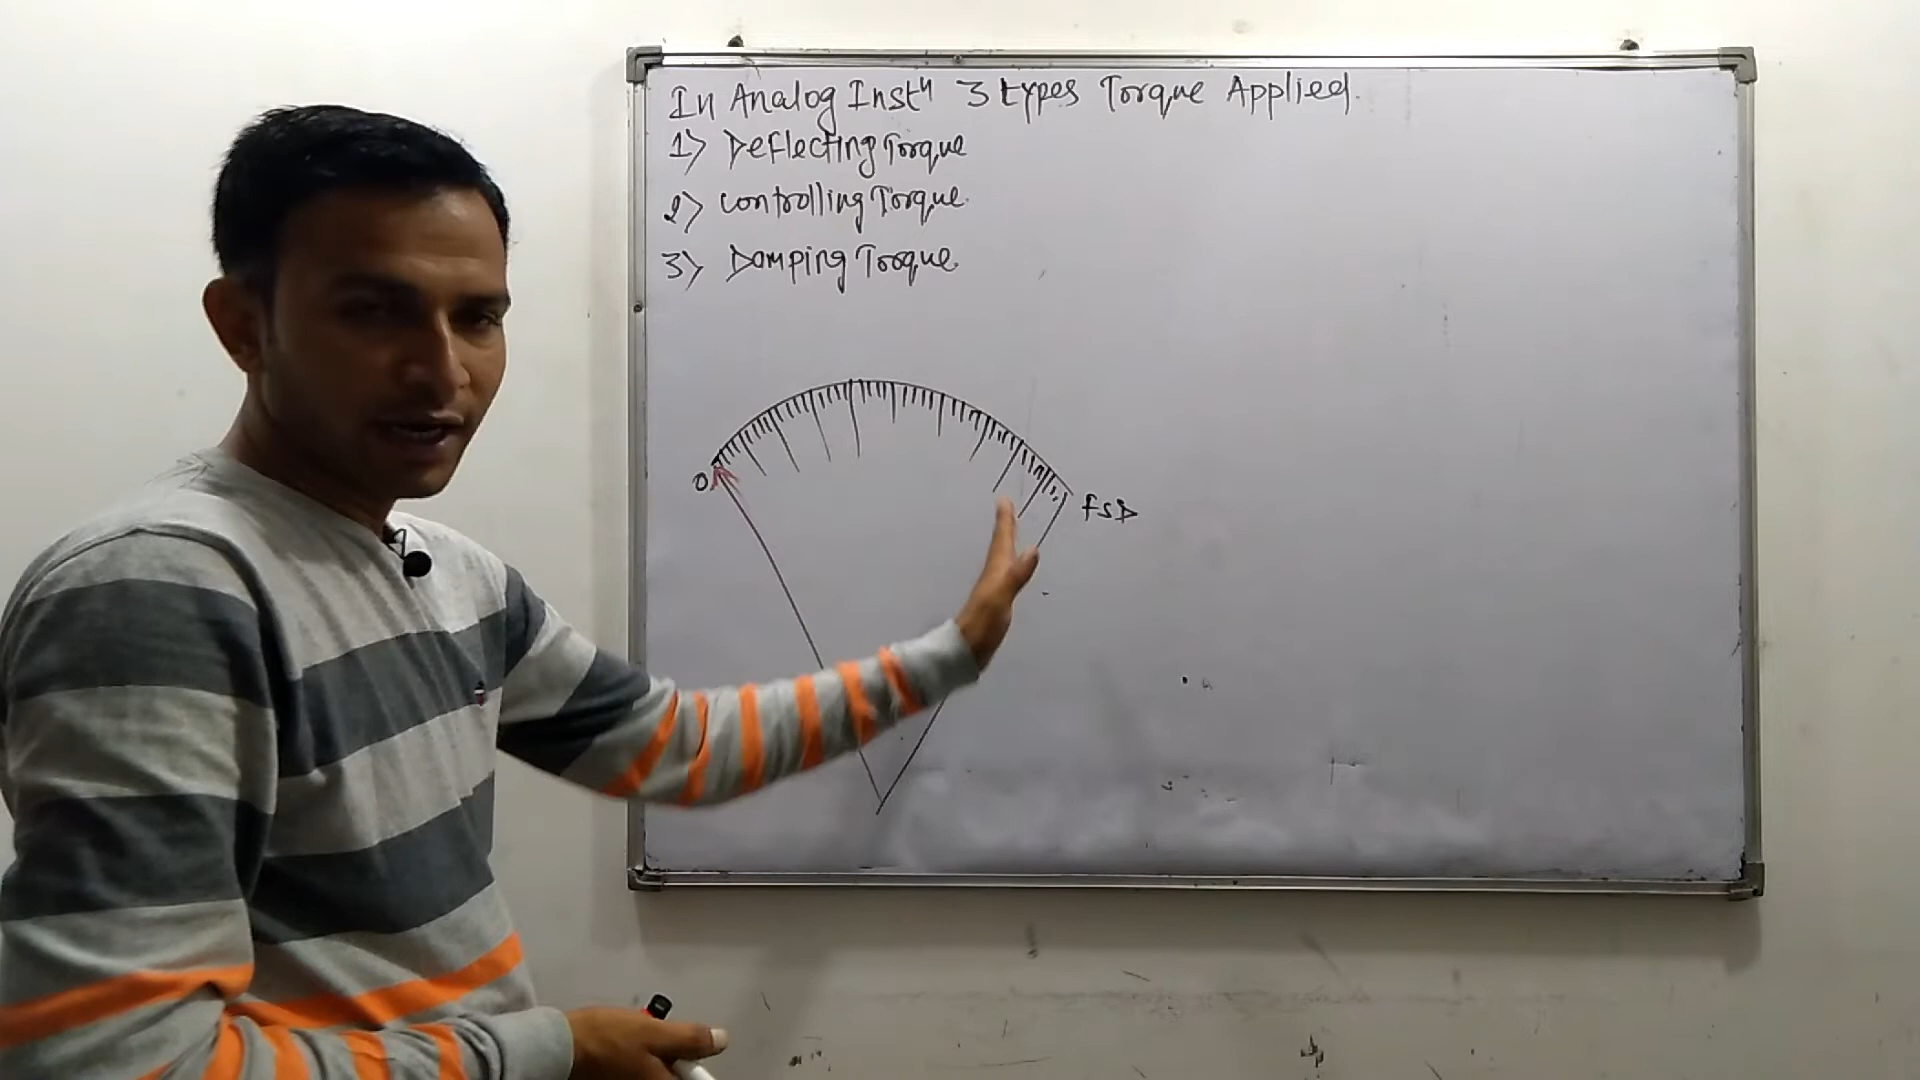 In Analog Instⁿ 3 types Torque Applied.
1) Deflecting Torque
2) Controlling Torque.
3) Damping Torque.
0
FSD